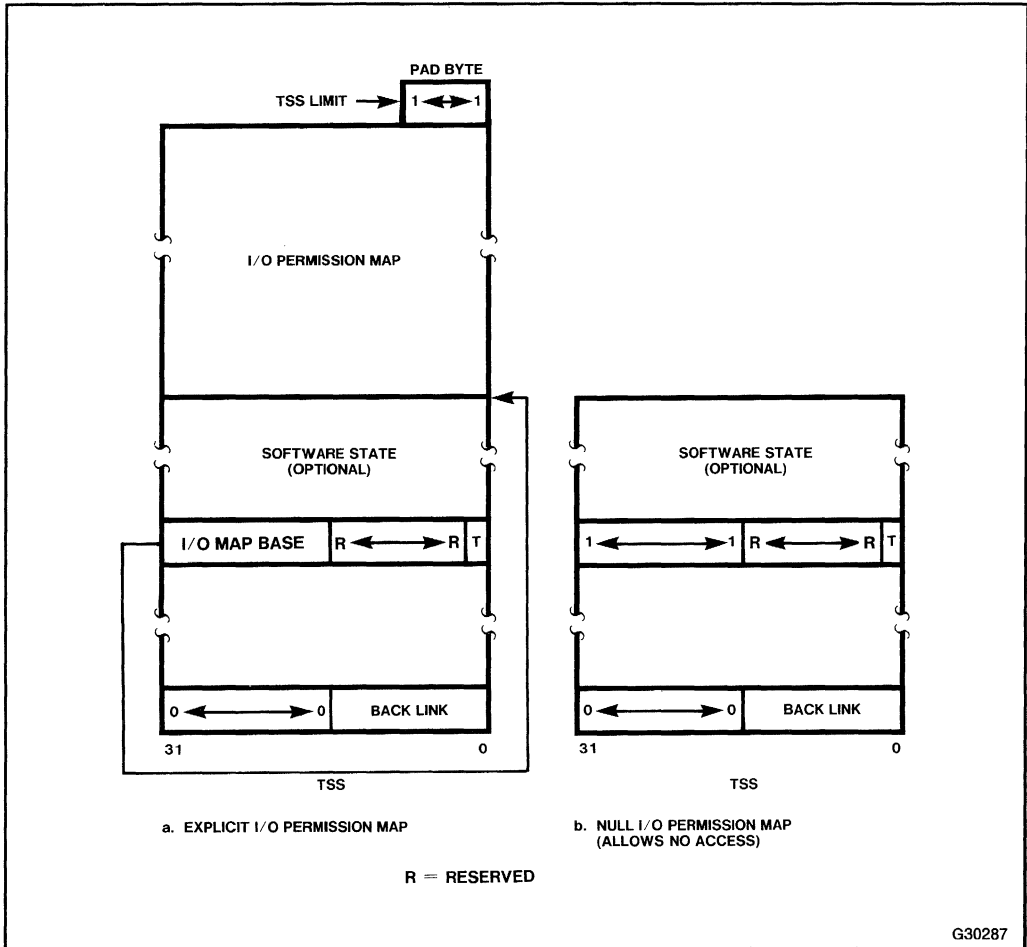 PAD BYTE
TSS LIMIT 1 1
I/O PERMISSION MAP
SOFTWARE STATE
(OPTIONAL)
I/O MAP BASE R R T
0 0 BACK LINK
31 0
TSS
a. EXPLICIT I/O PERMISSION MAP
SOFTWARE STATE
(OPTIONAL)
1 1 R R T
0 0 BACK LINK
31 0
TSS
b. NULL I/O PERMISSION MAP
(ALLOWS NO ACCESS)
R = RESERVED
G30287